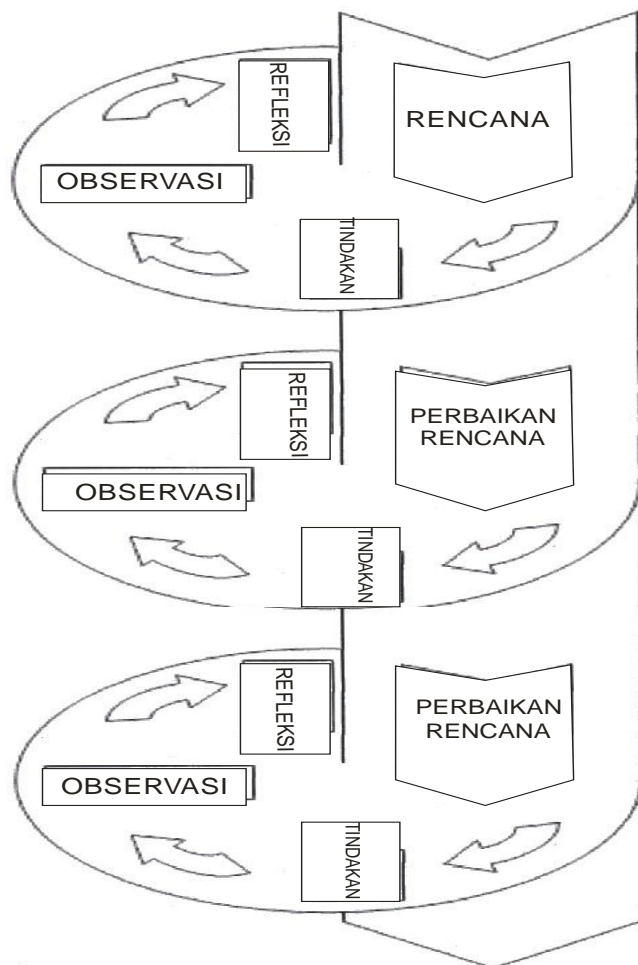 REFLEKSI
RENCANA
OBSERVASI
TINDAKAN
REFLEKSI
PERBAIKAN
RENCANA
OBSERVASI
TINDAKAN
REFLEKSI
PERBAIKAN
RENCANA
OBSERVASI
TINDAKAN